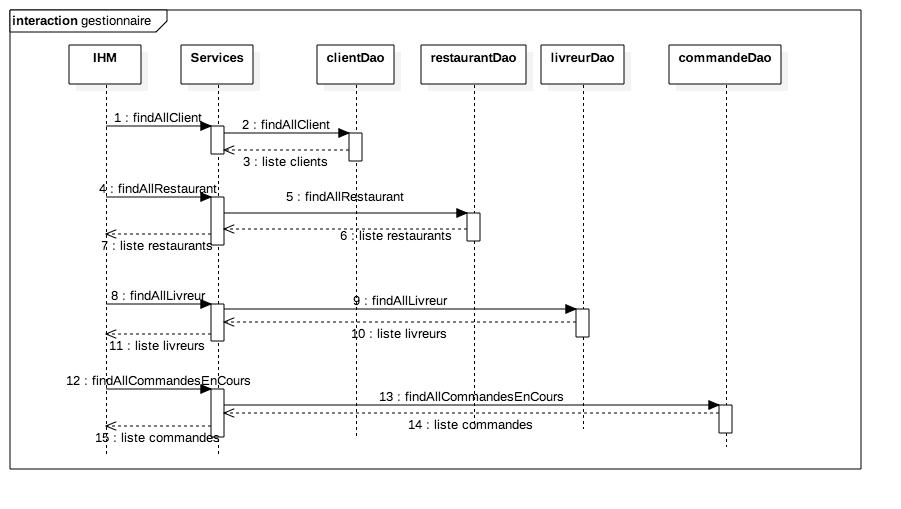 interaction gestionnaire
IHM
Services
clientDao
restaurantDao
livreurDao
commandeDao
1 : findAllClient
2 : findAllClient
3 : liste clients
4 : findAllRestaurant
5 : findAllRestaurant
6 : liste restaurants
7 : liste restaurants
8 : findAllLivreur
9 : findAllLivreur
10 : liste livreurs
11 : liste livreurs
12 : findAllCommandesEnCours
13 : findAllCommandesEnCours
14 : liste commandes
15 : liste commandes